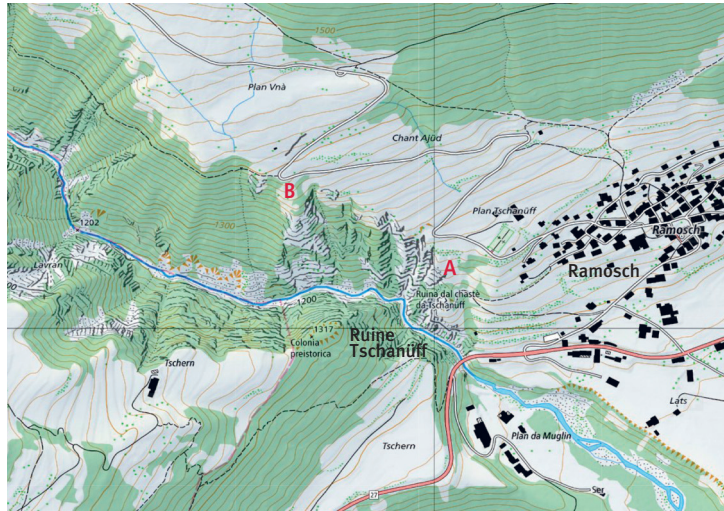 1500
Plan Vnà
Chant Ajüd
B
Plan Tschanüff
1202
1300
Ramosch
A
Ramosch
Lavran
Ruina dal chastè
da Tschanüff
1200
1317
Ruine
Tschanüff
Colonia
preistorica
Tschern
Lats
Tschern
Plan da Muglin
Ser
27